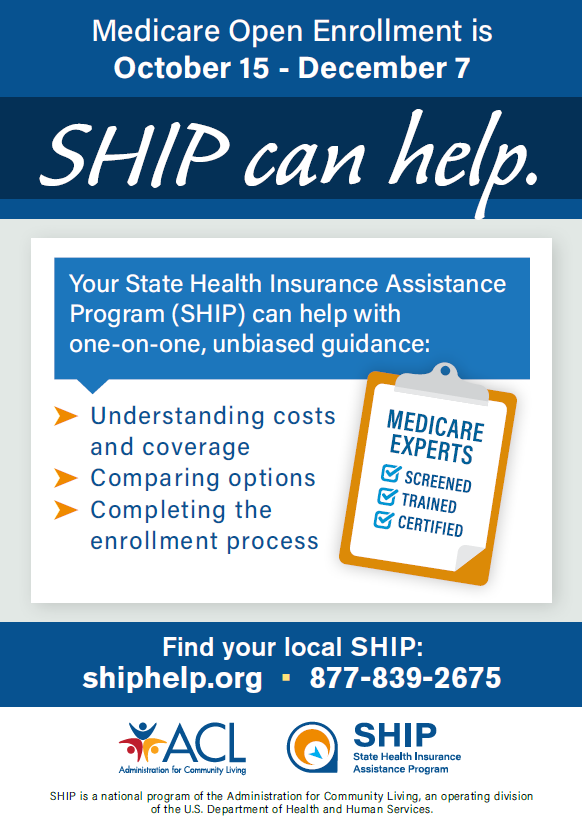 Medicare Open Enrollment is
October 15 - December 7
SHIP can help.
Your State Health Insurance Assistance
Program (SHIP) can help with
one-on-one, unbiased guidance:
Understanding costs
and coverage
Comparing options
Completing the
enrollment process
MEDICARE
EXPERTS
SCREENED
TRAINED
CERTIFIED
Find your local SHIP:
shiphelp.org ▪ 877-839-2675
ACL
Administration for Community Living
SHIP
State Health Insurance
Assistance Program
SHIP is a national program of the Administration for Community Living, an operating division
of the U.S. Department of Health and Human Services.